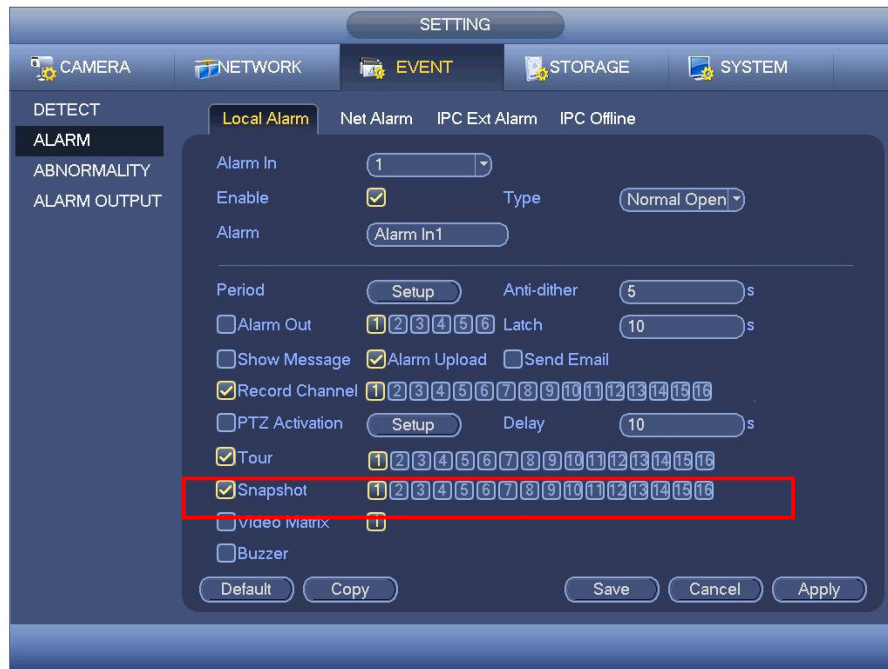 SETTING
CAMERA NETWORK EVENT STORAGE SYSTEM
DETECT
ALARM
ABNORMALITY
ALARM OUTPUT
Local Alarm Net Alarm IPC Ext Alarm IPC Offline
Alarm In 1
Enable Type Normal Open
Alarm Alarm In1
Period Setup Anti-dither 5 s
Alarm Out 1 2 3 4 5 6 Latch 10 s
Show Message Alarm Upload Send Email
Record Channel 1 2 3 4 5 6 7 8 9 10 11 12 13 14 15 16
PTZ Activation Setup Delay 10 s
Tour 1 2 3 4 5 6 7 8 9 10 11 12 13 14 15 16
Snapshot 1 2 3 4 5 6 7 8 9 10 11 12 13 14 15 16
Video Matrix 1
Buzzer
Default Copy Save Cancel Apply